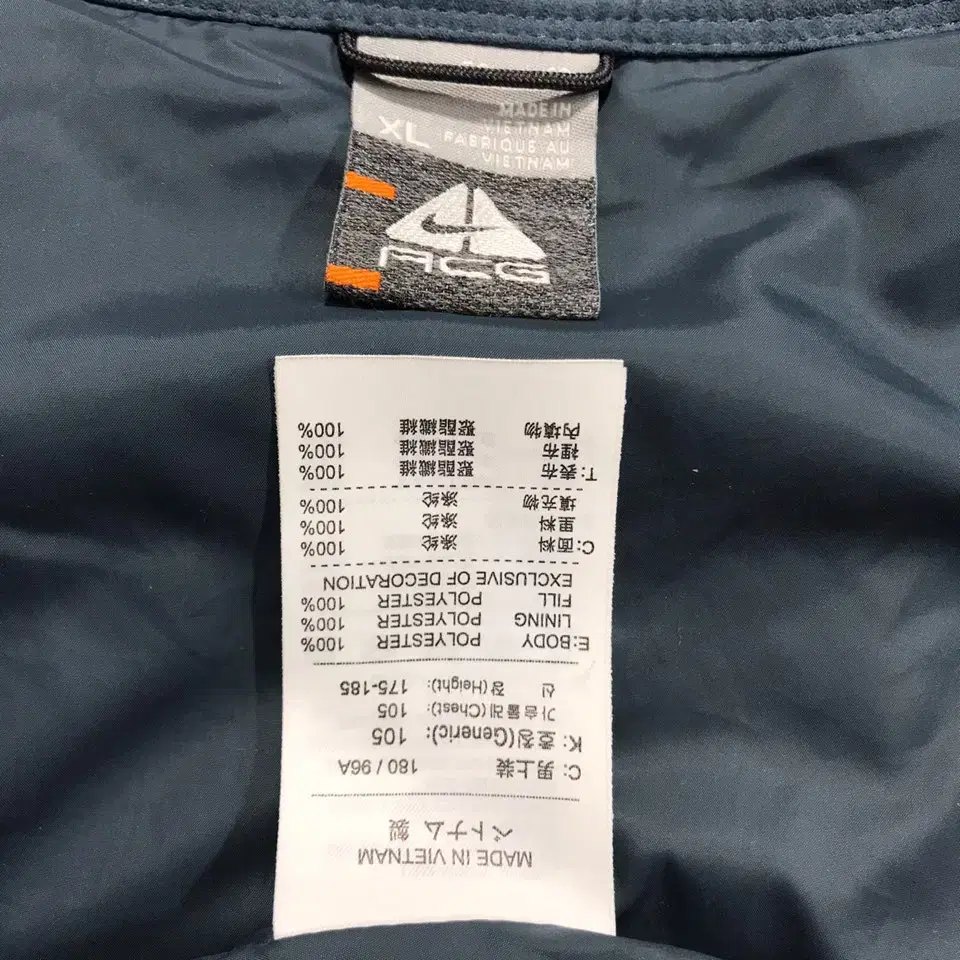 MADE IN
VIETNAM
XL FABRIQUE AU
VIETNAM
ACG
MADE IN VIETNAM
ベトナム 製
C: 男上装 180 / 96A
K: 호칭(Generic): 105
가슴둘레(Chest): 105
신 장(Height): 175-185
E:BODY POLYESTER 100%
LINING POLYESTER 100%
FILL POLYESTER 100%
EXCLUSIVE OF DECORATION
C:面料 涤纶 100%
里料 涤纶 100%
填充物 涤纶 100%
T:表布 聚酯纖維 100%
裡布 聚酯纖維 100%
內填物 聚酯纖維 100%